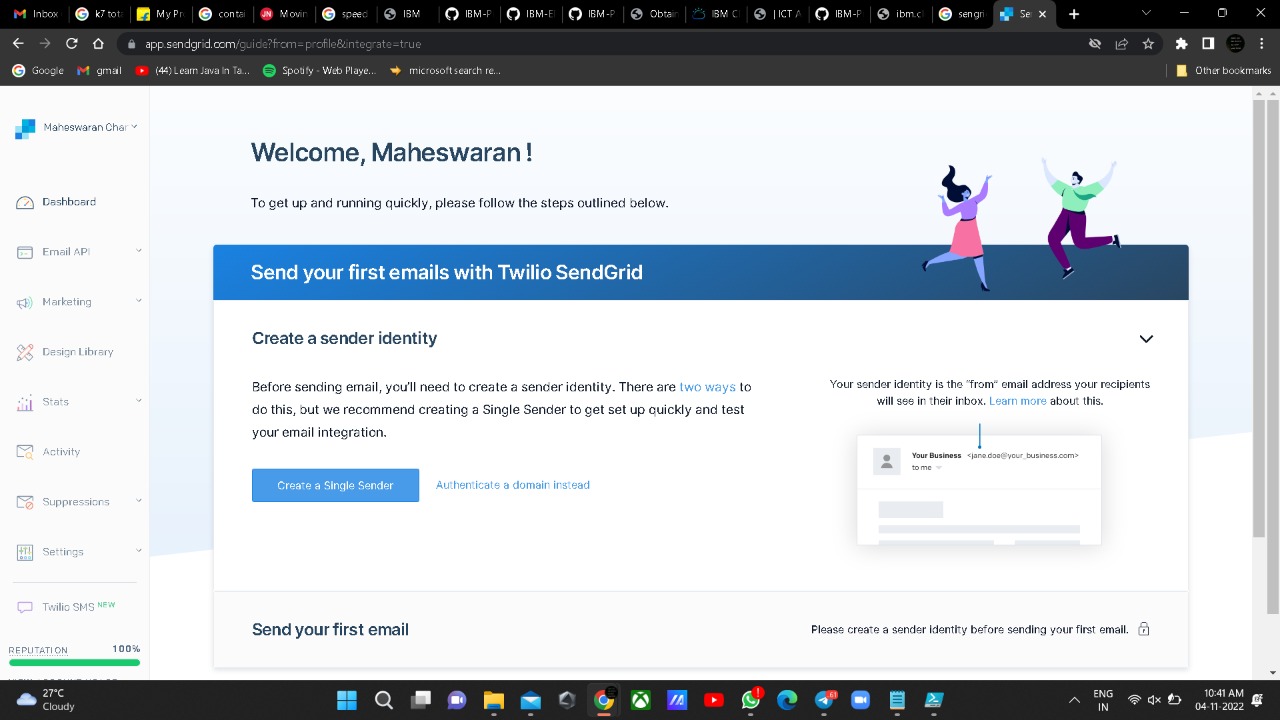 Inbox
k7 tota
My Pr
contai
Movin
speed
IBM
IBM-P
IBM-EI
IBM-P
Obtain
IBM Cl
ICT A
IBM-P
ibm.cl
sengri
Se
app.sendgrid.com/guide?from=profile&integrate=true
Google
gmail
(44) Learn Java In Ta...
Spotify - Web Playe...
microsoft search re...
Other bookmarks
Maheswaran Char
Dashboard
Email API
Marketing
Design Library
Stats
Activity
Suppressions
Settings
Twilio SMS NEW
REPUTATION 100%
Welcome, Maheswaran !
To get up and running quickly, please follow the steps outlined below.
Send your first emails with Twilio SendGrid
Create a sender identity
Before sending email, you'll need to create a sender identity. There are two ways to
do this, but we recommend creating a Single Sender to get set up quickly and test
your email integration.
Create a Single Sender
Authenticate a domain instead
Your sender identity is the "from" email address your recipients
will see in their inbox. Learn more about this.
Your Business <jane.doe@your_business.com>
to me
Send your first email
Please create a sender identity before sending your first email.
27°C
Cloudy
61
ENG
IN
10:41 AM
04-11-2022